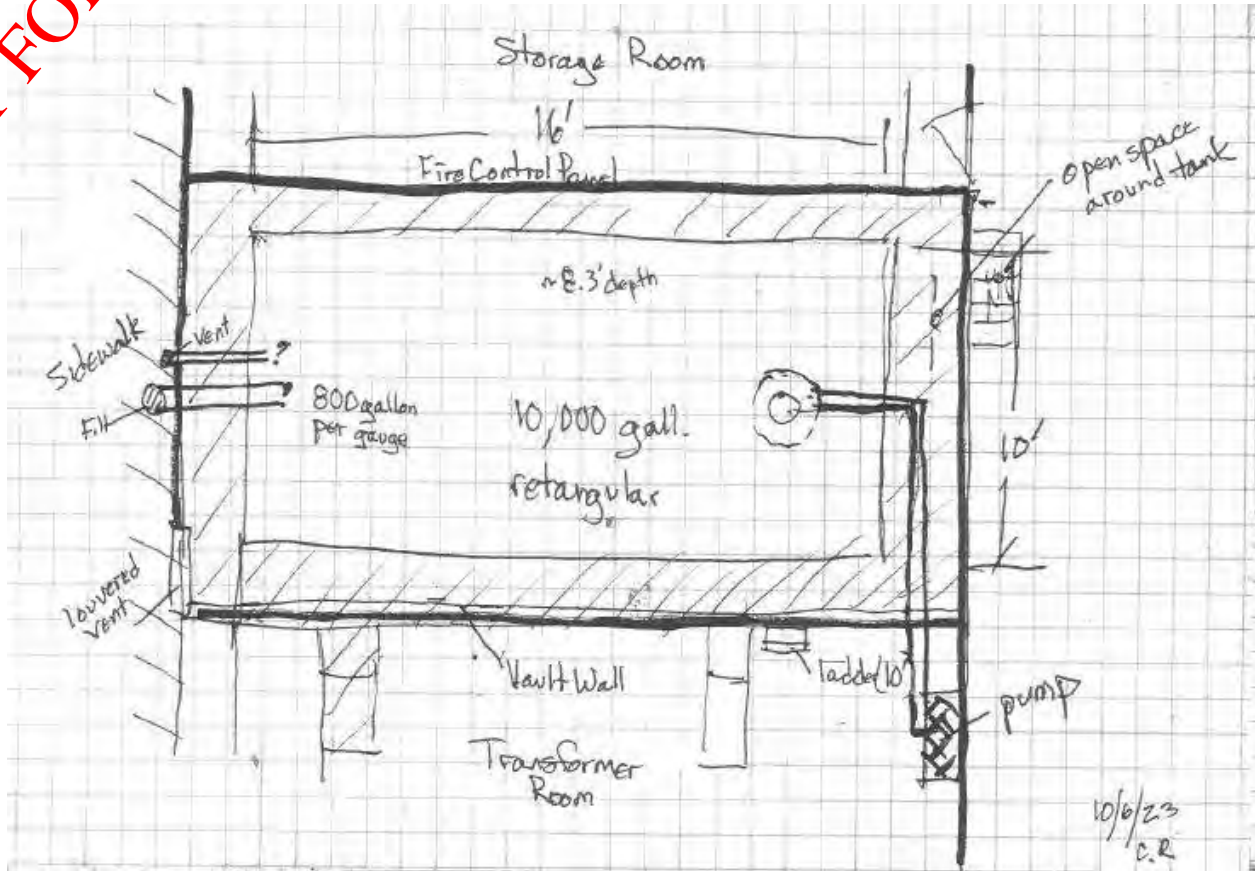 FOR
Storage Room
16'
Fire Control Panel
open space
around tank
~8.3' depth
Sidewalk
vent
?
Fill
?
800 gallon
per gauge
10,000 gall.
retangular
10'
louvered
vent
Vault Wall
ladder 10'
pump
Transformer
Room
10/6/23
C.R